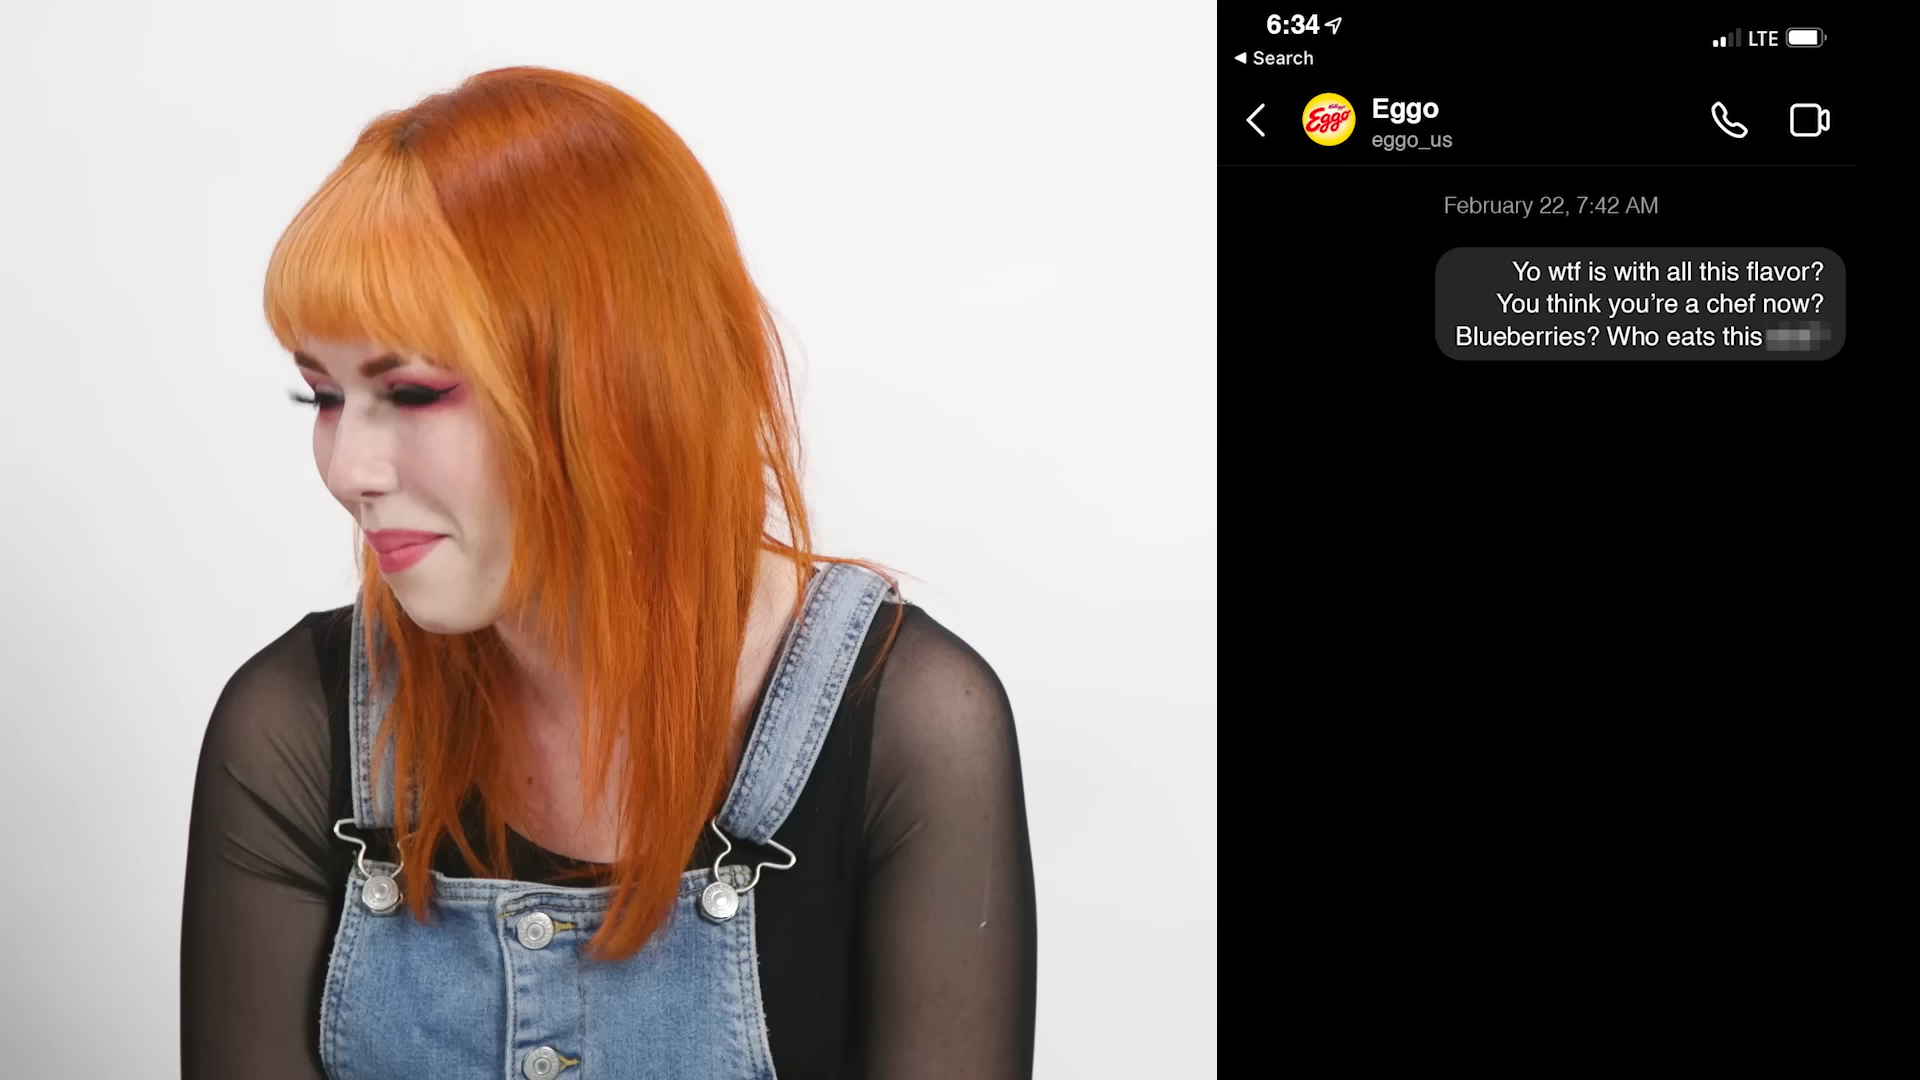 6:34
LTE
◀ Search
Eggo
Eggo
eggo_us
February 22, 7:42 AM
Yo wtf is with all this flavor?
You think you're a chef now?
Blueberries? Who eats this